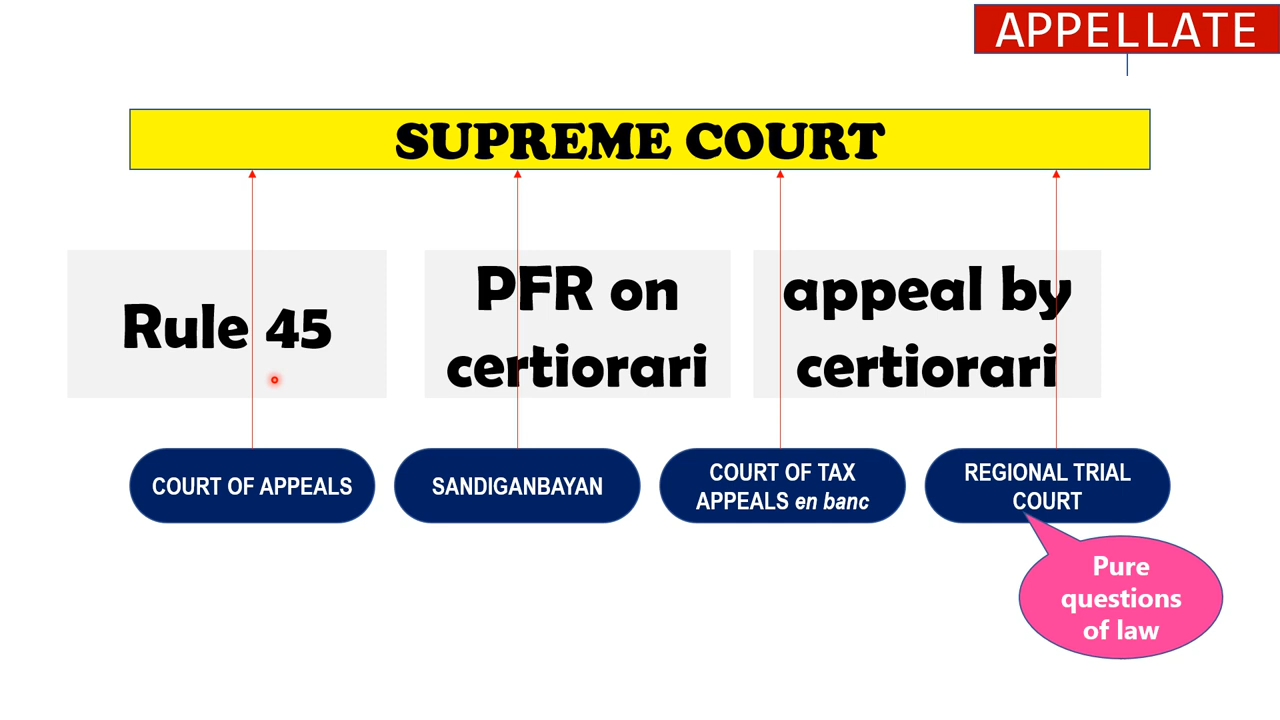 APPELLATE
SUPREME COURT
Rule 45
PFR on
certiorari
appeal by
certiorari
COURT OF APPEALS
SANDIGANBAYAN
COURT OF TAX
APPEALS en banc
REGIONAL TRIAL
COURT
Pure
questions
of law